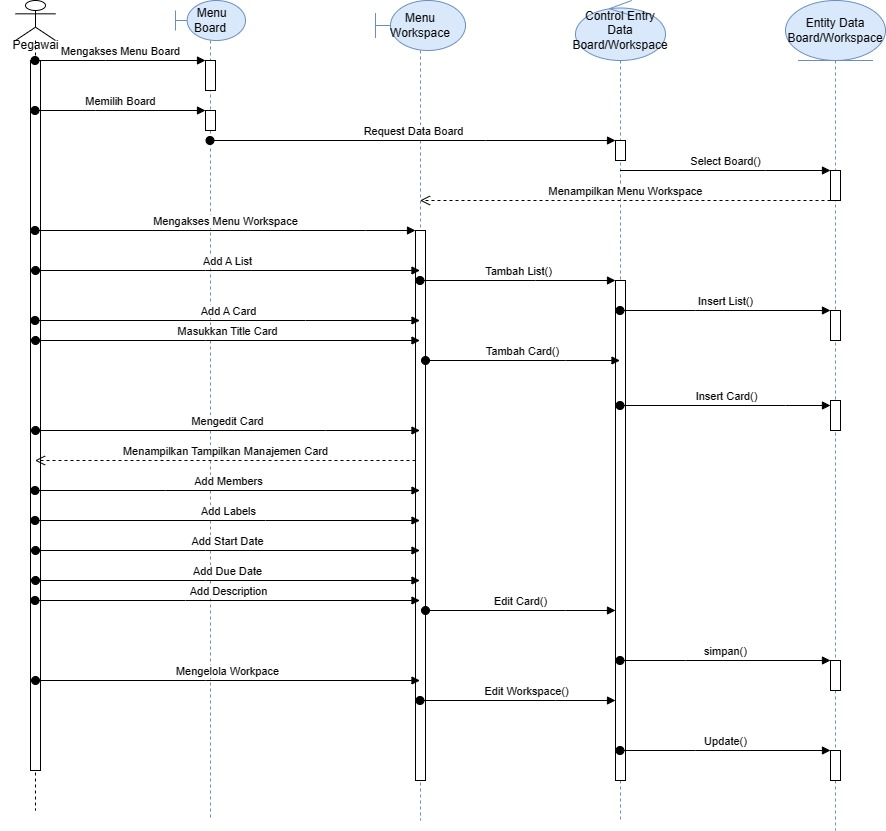 Menu
Board
Menu
Workspace
Control Entry
Data
Board/Workspace
Entity Data
Board/Workspace
Pegawai
Mengakses Menu Board
Memilih Board
Request Data Board
Select Board()
Menampilkan Menu Workspace
Mengakses Menu Workspace
Add A List
Tambah List()
Insert List()
Add A Card
Masukkan Title Card
Tambah Card()
Insert Card()
Mengedit Card
Menampilkan Tampilkan Manajemen Card
Add Members
Add Labels
Add Start Date
Add Due Date
Add Description
Edit Card()
simpan()
Mengelola Workpace
Edit Workspace()
Update()